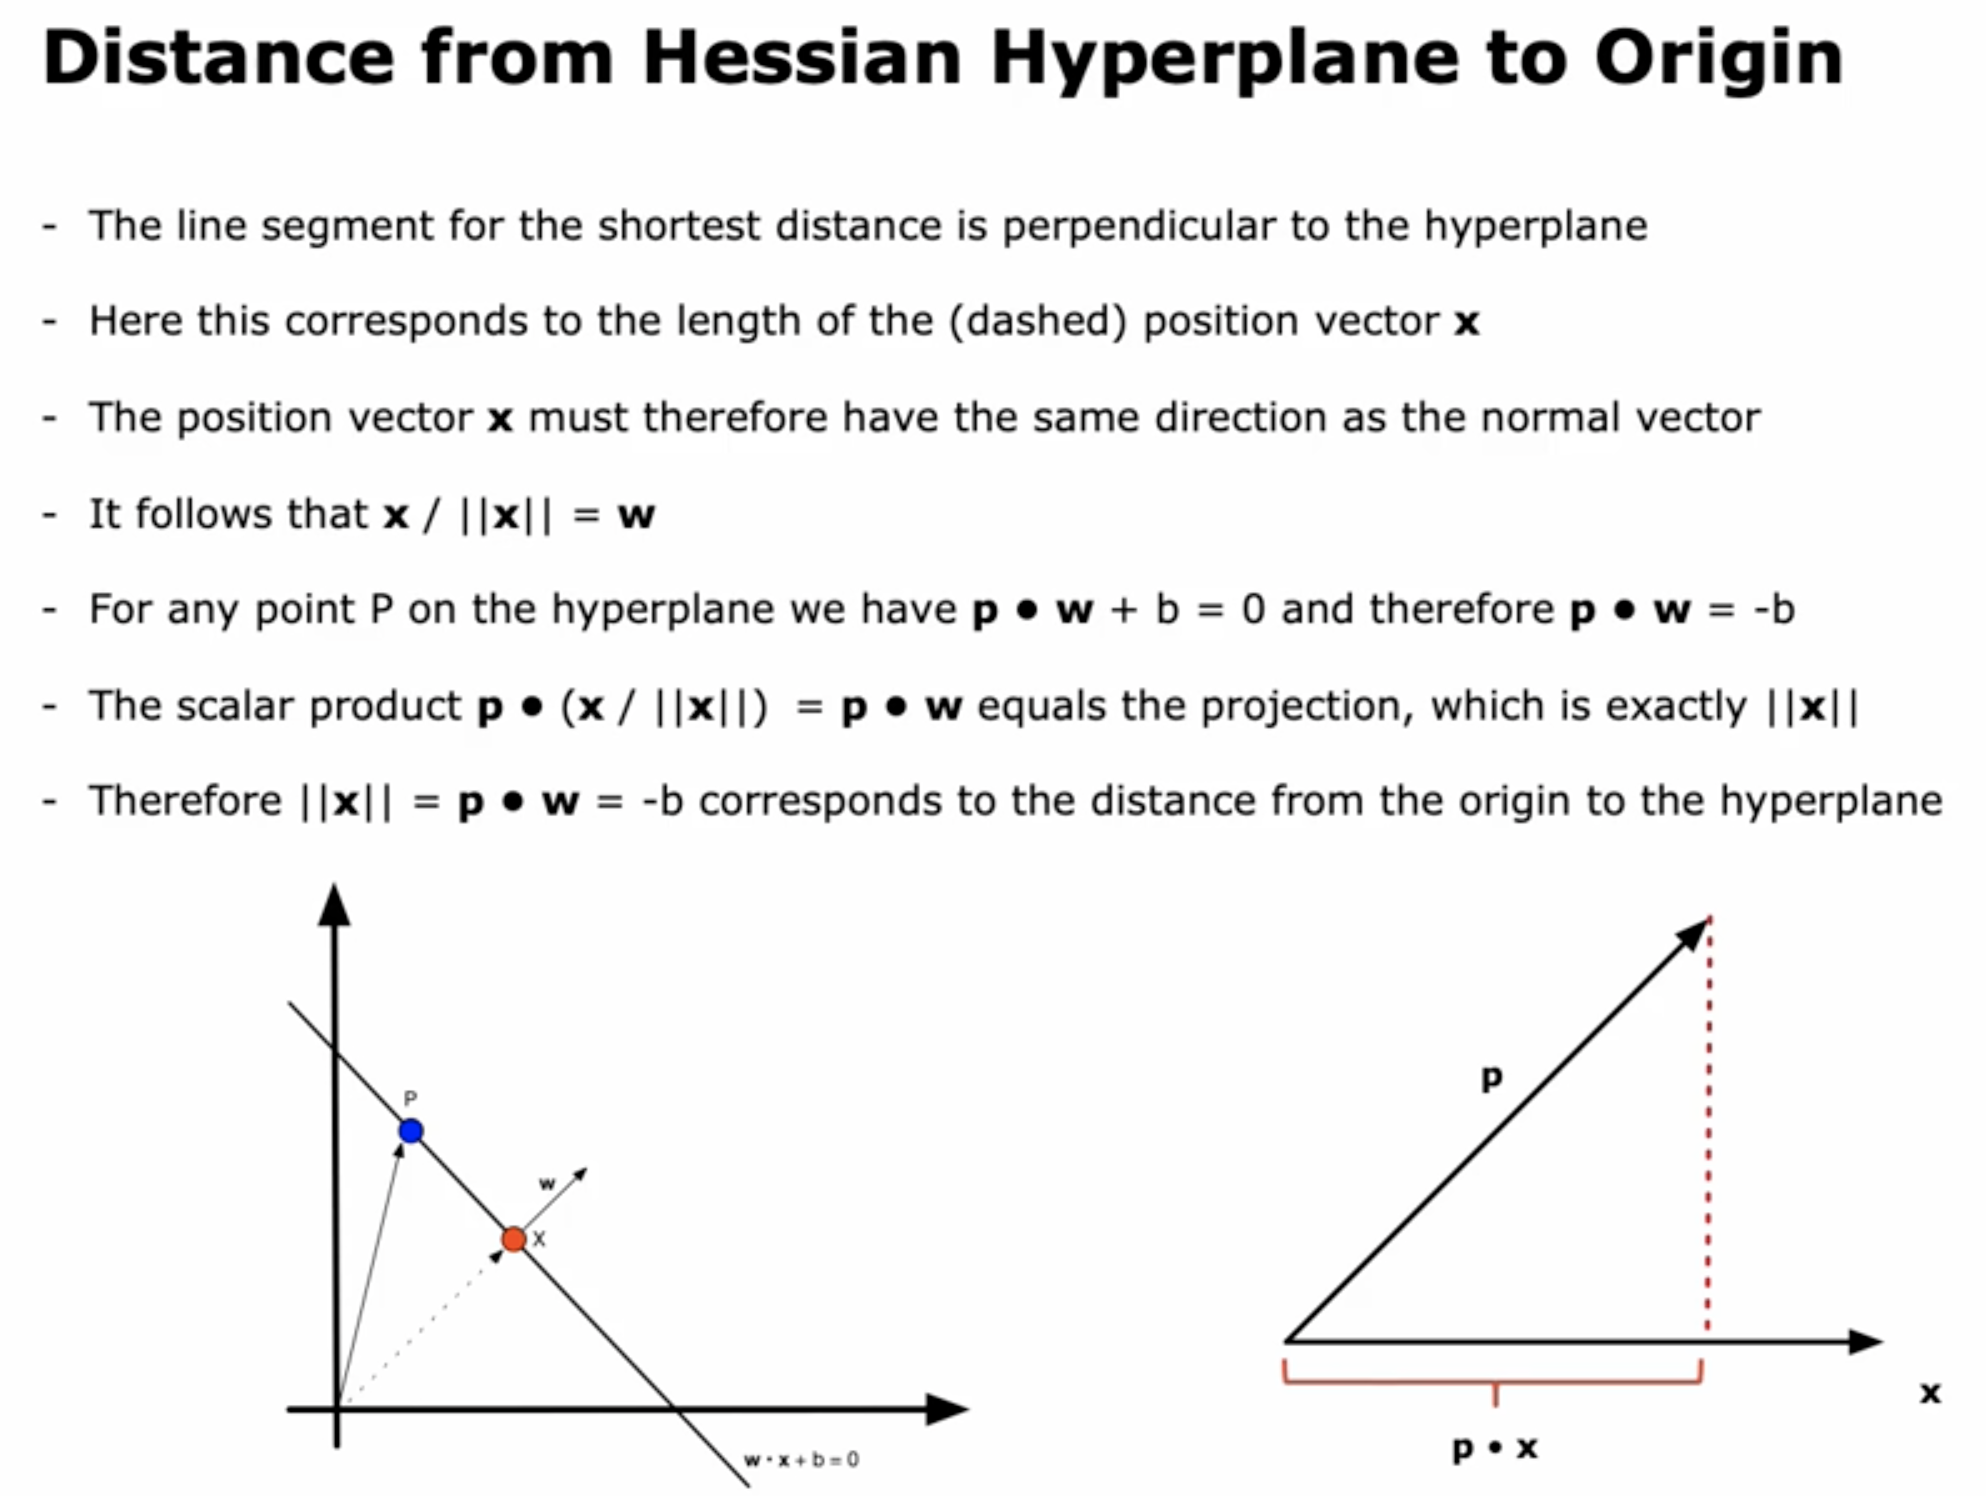 Distance from Hessian Hyperplane to Origin
- The line segment for the shortest distance is perpendicular to the hyperplane
- Here this corresponds to the length of the (dashed) position vector x
- The position vector x must therefore have the same direction as the normal vector
- It follows that x / ||x|| = w
- For any point P on the hyperplane we have p ● w + b = 0 and therefore p ● w = -b
- The scalar product p ● (x / ||x||) = p ● w equals the projection, which is exactly ||x||
- Therefore ||x|| = p ● w = -b corresponds to the distance from the origin to the hyperplane
P
w
X
w · x + b = 0
p
x
p • x